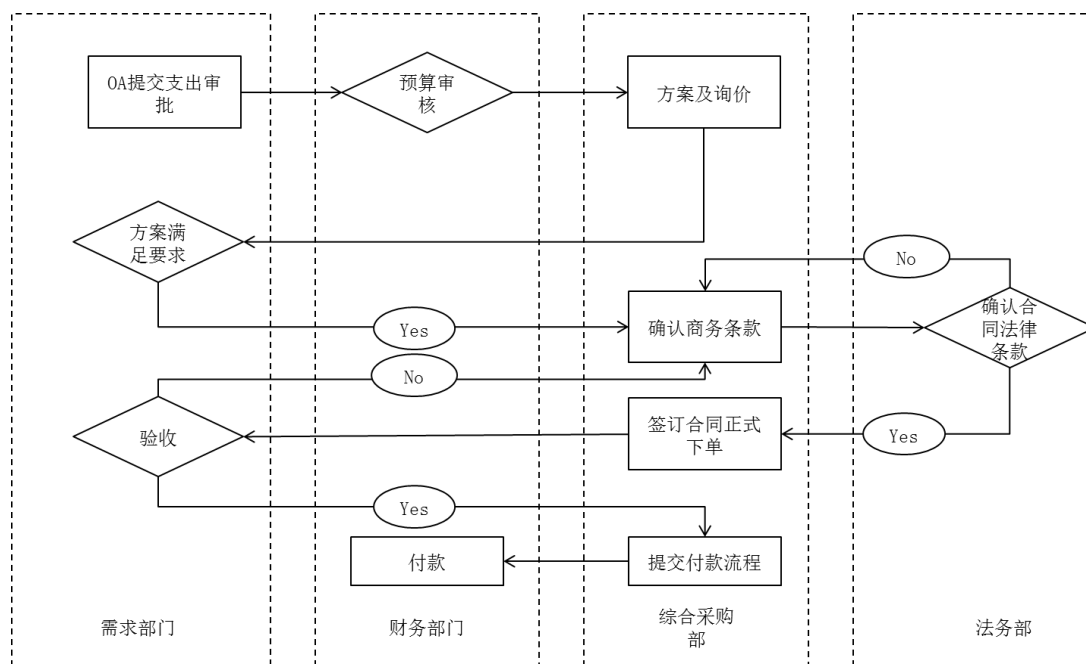 OA提交支出审
批
预算审
核
方案及询价
方案满
足要求
No
Yes
确认商务条款
确认合
同法律
条款
No
验收
签订合同正式
下单
Yes
Yes
付款
提交付款流程
需求部门
财务部门
综合采购
部
法务部